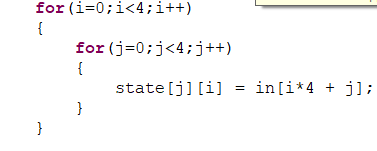 for(i=0;i<4;i++)
{
    for(j=0;j<4;j++)
    {
        state[j][i] = in[i*4 + j];
    }
}